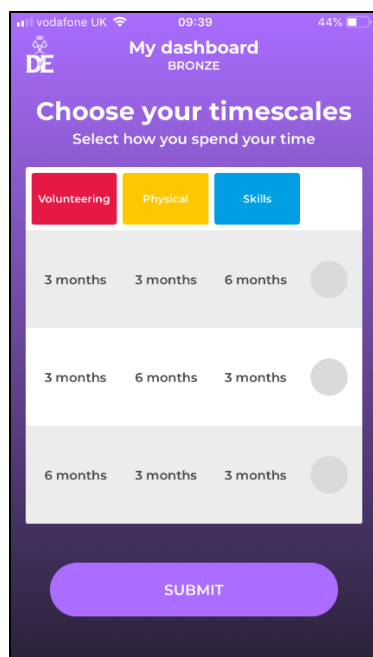 vodafone UK 09:39 44%
DE
My dashboard
BRONZE
Choose your timescales
Select how you spend your time
Volunteering Physical Skills
3 months 3 months 6 months
3 months 6 months 3 months
6 months 3 months 3 months
SUBMIT